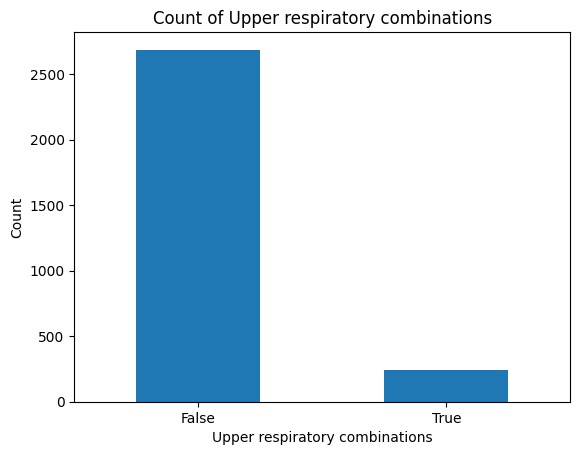 Count of Upper respiratory combinations
2500
2000
1500
1000
500
0
Count
False
True
Upper respiratory combinations